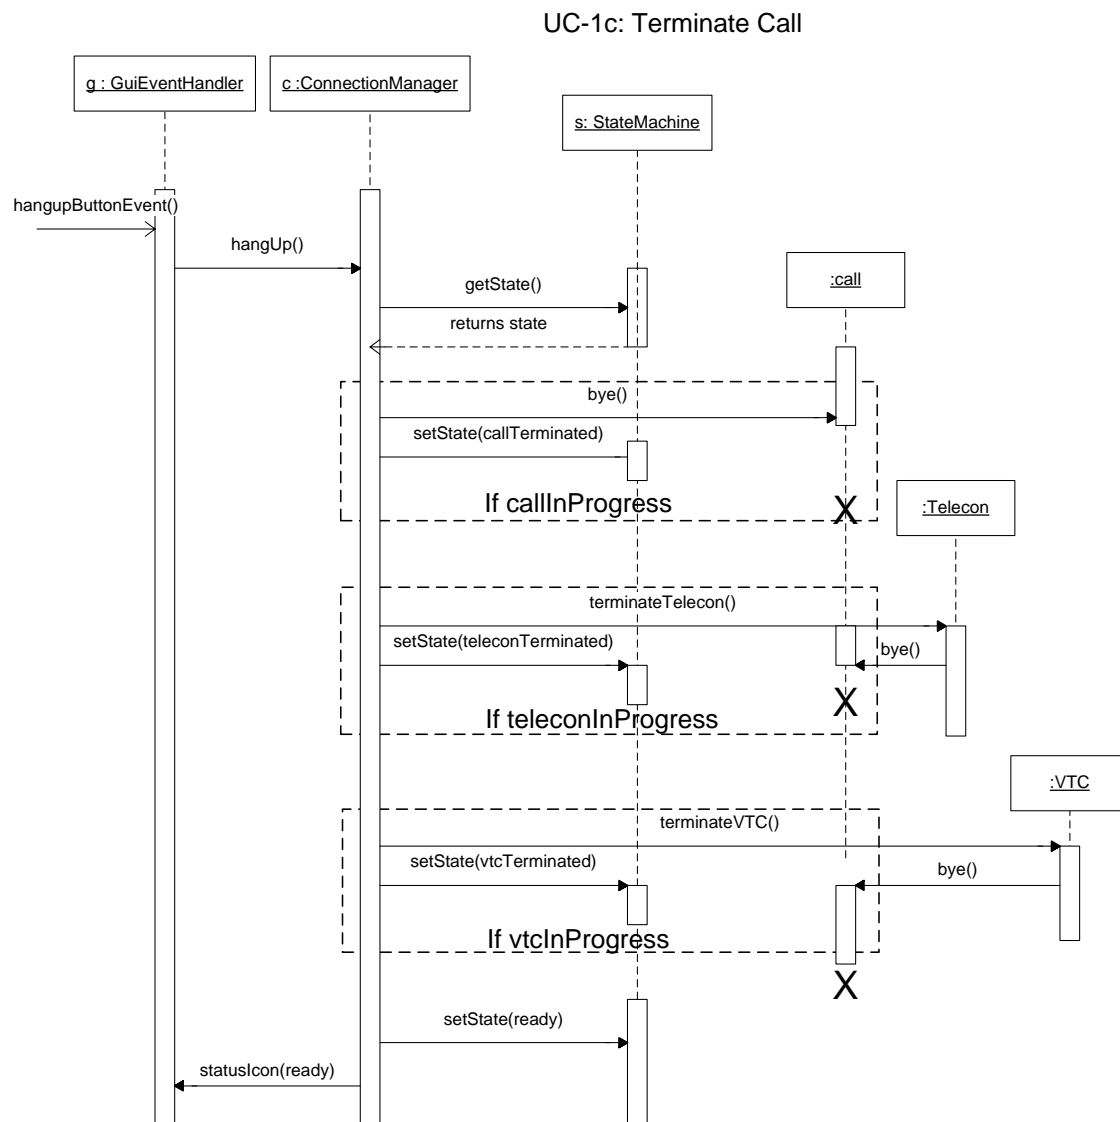 UC-1c: Terminate Call
g : GuiEventHandler
c :ConnectionManager
s: StateMachine
hangupButtonEvent()
hangUp()
getState()
:call
returns state
bye()
setState(callTerminated)
If callInProgress
X
:Telecon
terminateTelecon()
setState(teleconTerminated)
bye()
X
If teleconInProgress
:VTC
terminateVTC()
setState(vtcTerminated)
bye()
If vtcInProgress
X
setState(ready)
statusIcon(ready)